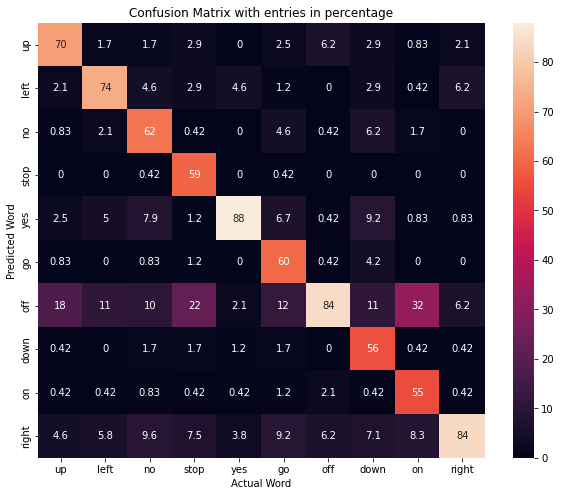 Confusion Matrix with entries in percentage
up 70 1.7 1.7 2.9 0 2.5 6.2 2.9 0.83 2.1
left 2.1 74 4.6 2.9 4.6 1.2 0 2.9 0.42 6.2
no 0.83 2.1 62 0.42 0 4.6 0.42 6.2 1.7 0
stop 0 0 0.42 59 0 0.42 0 0 0 0
yes 2.5 5 7.9 1.2 88 6.7 0.42 9.2 0.83 0.83
go 0.83 0 0.83 1.2 0 60 0.42 4.2 0 0
off 18 11 10 22 2.1 12 84 11 32 6.2
down 0.42 0 1.7 1.7 1.2 1.7 0 56 0.42 0.42
on 0.42 0.42 0.83 0.42 0.42 1.2 2.1 0.42 55 0.42
right 4.6 5.8 9.6 7.5 3.8 9.2 6.2 7.1 8.3 84
up left no stop yes go off down on right
Predicted Word
Actual Word
80
70
60
50
40
30
20
10
0